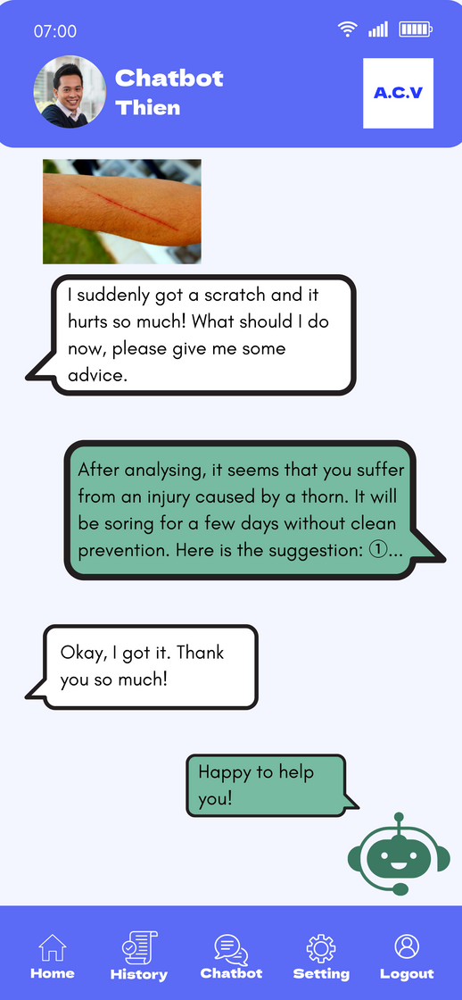 07:00
Chatbot
Thien
A.C.V
I suddenly got a scratch and it
hurts so much! What should I do
now, please give me some
advice.
After analysing, it seems that you suffer
from an injury caused by a thorn. It will
be soring for a few days without clean
prevention. Here is the suggestion: ①...
Okay, I got it. Thank
you so much!
Happy to help
you!
Home History Chatbot Setting Logout